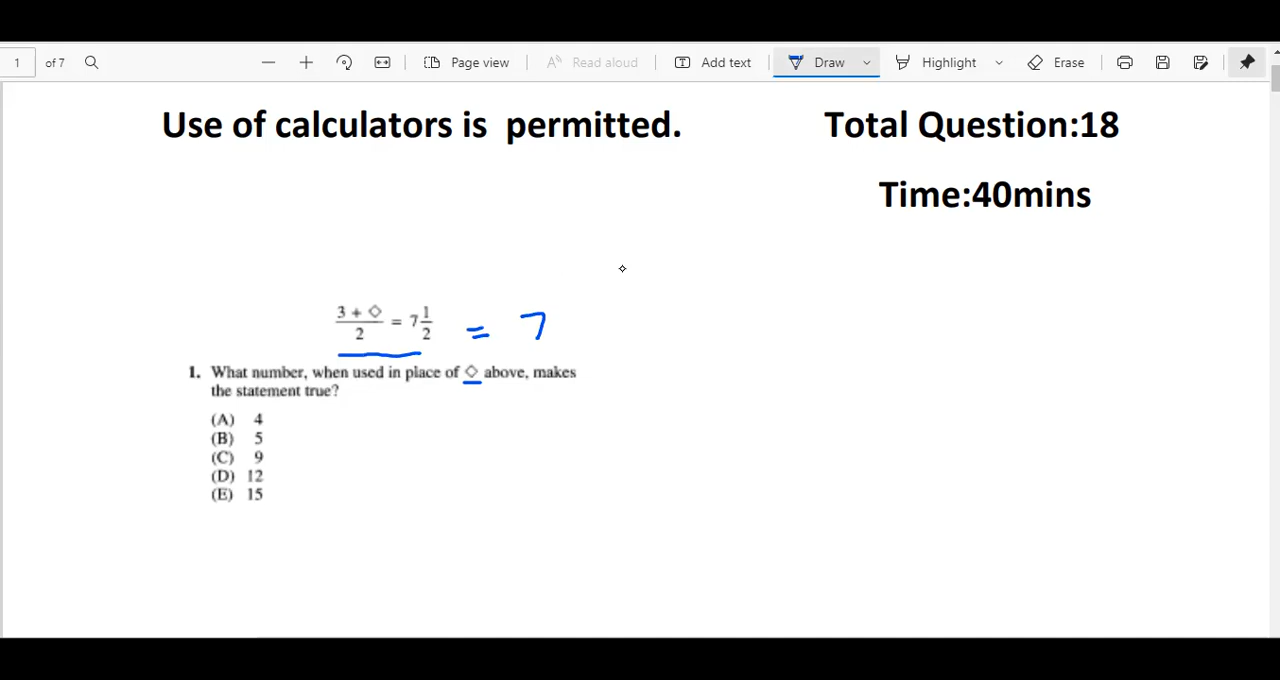 1 of 7 Page view Read aloud Add text Draw Highlight Erase
Use of calculators is permitted. Total Question:18
Time:40mins
3 + ◇ / 2 = 7 1/2 = 7
1. What number, when used in place of ◇ above, makes
the statement true?
(A) 4
(B) 5
(C) 9
(D) 12
(E) 15